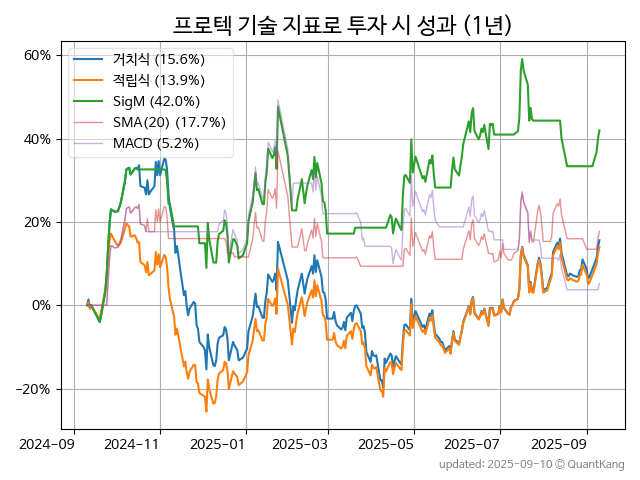 프로텍 기술 지표로 투자 시 성과 (1년)
60%
40%
20%
0%
−20%
거치식 (15.6%)
적립식 (13.9%)
SigM (42.0%)
SMA(20) (17.7%)
MACD (5.2%)
2024-09
2024-11
2025-01
2025-03
2025-05
2025-07
2025-09
updated: 2025-09-10 ⓒ QuantKang